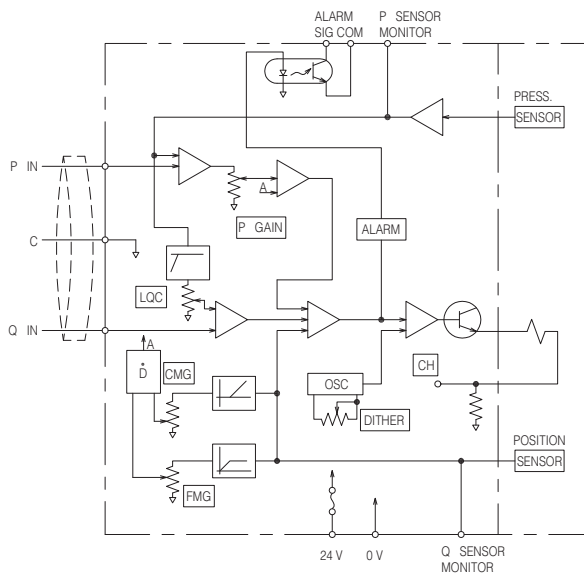 ALARM
SIG COM
P SENSOR
MONITOR
PRESS.
SENSOR
P IN
A
P GAIN
ALARM
C
LQC
Q IN
A
Ḋ
CMG
OSC
CH
DITHER
POSITION
SENSOR
FMG
24 V
0 V
Q SENSOR
MONITOR